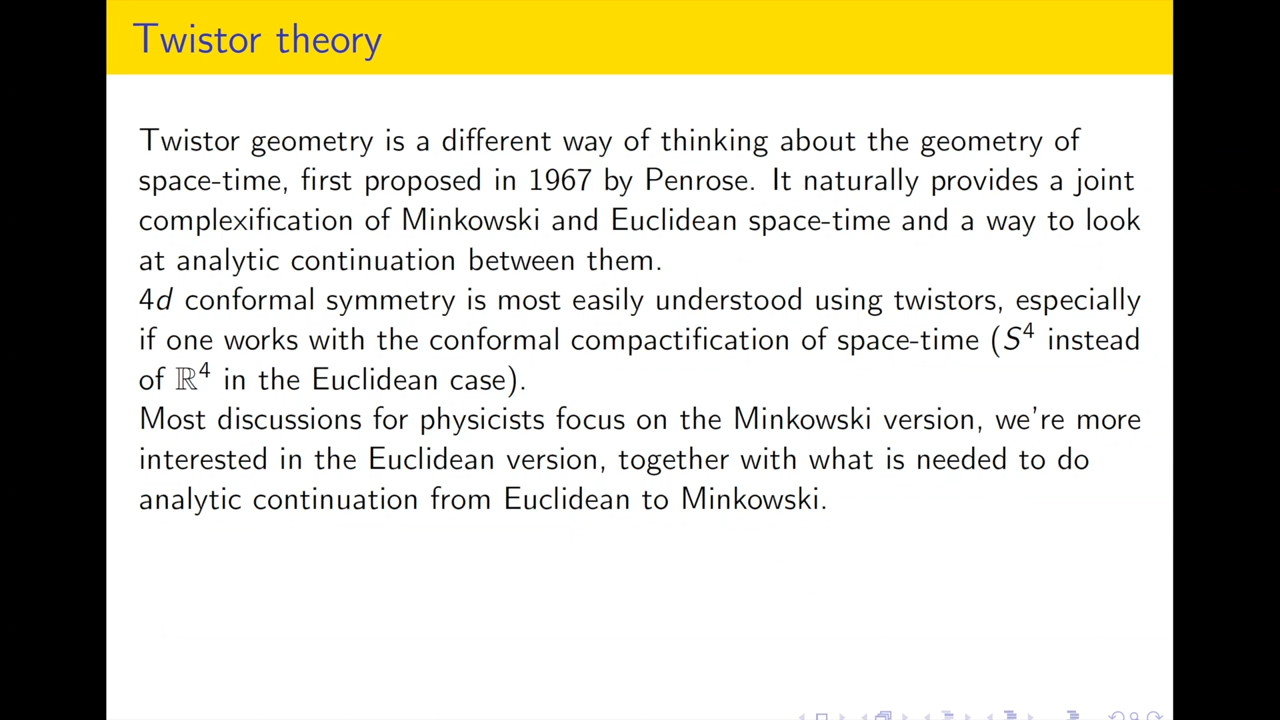 Twistor theory
Twistor geometry is a different way of thinking about the geometry of
space-time, first proposed in 1967 by Penrose. It naturally provides a joint
complexification of Minkowski and Euclidean space-time and a way to look
at analytic continuation between them.
4d conformal symmetry is most easily understood using twistors, especially
if one works with the conformal compactification of space-time (S⁴ instead
of ℝ⁴ in the Euclidean case).
Most discussions for physicists focus on the Minkowski version, we're more
interested in the Euclidean version, together with what is needed to do
analytic continuation from Euclidean to Minkowski.